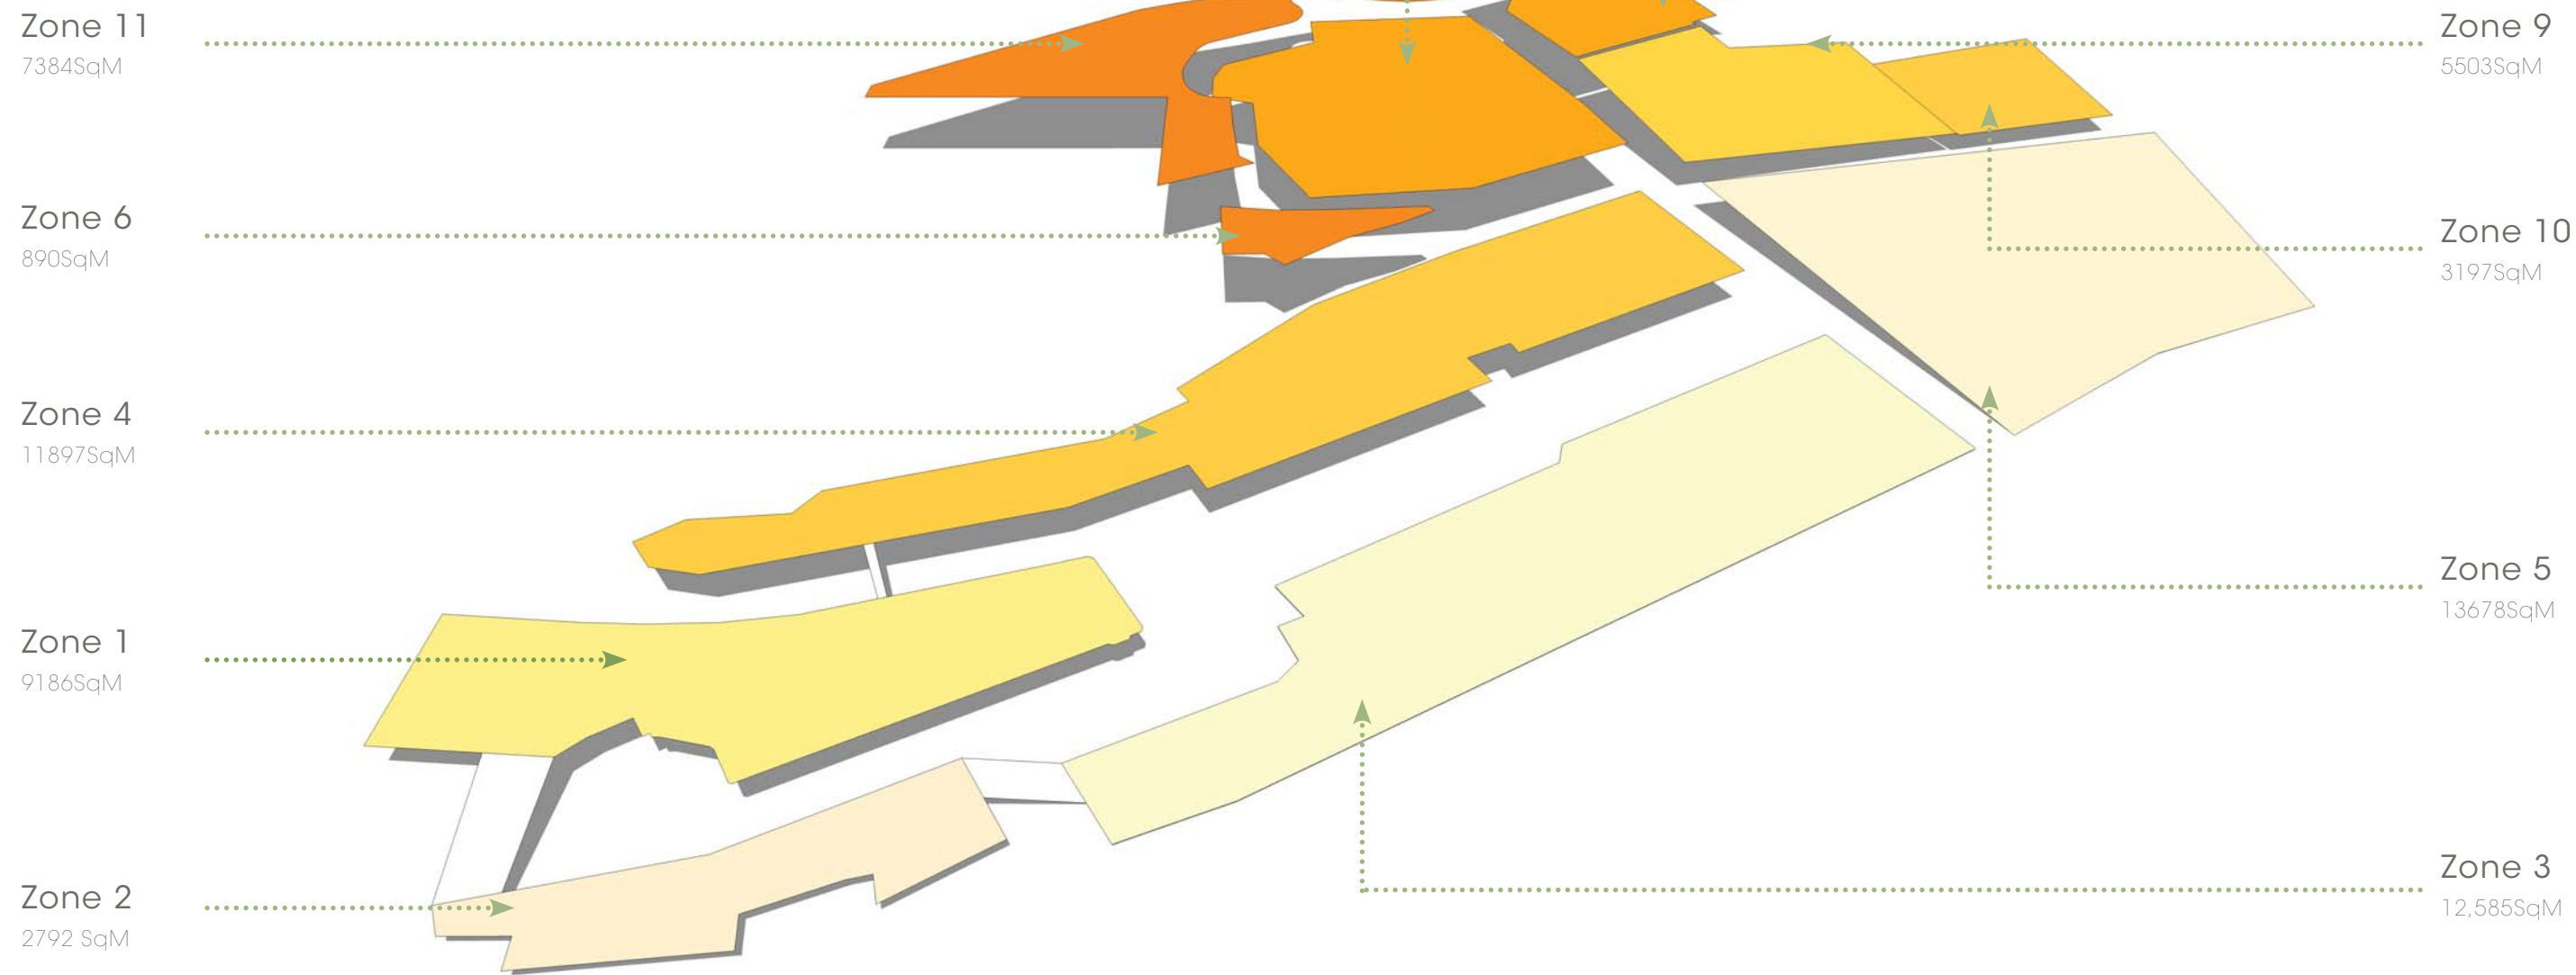 Zone 11
7384SqM
Zone 6
890SqM
Zone 4
11897SqM
Zone 1
9186SqM
Zone 2
2792 SqM
Zone 9
5503SqM
Zone 10
3197SqM
Zone 5
13678SqM
Zone 3
12,585SqM